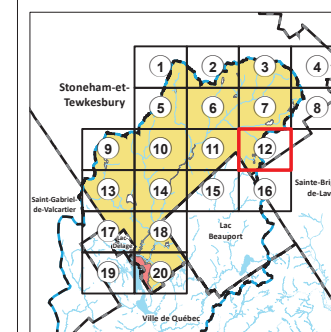 1 2 3 4
Stoneham-et-
Tewkesbury
5 6 7 8
9 10 11 12
Saint-Gabriel-
de-Valcartier
13 14 15 16
Sainte-Bri
de-Lav
Lac
Beauport
17 Lac-
Delage
18
19 20
Ville de Québec